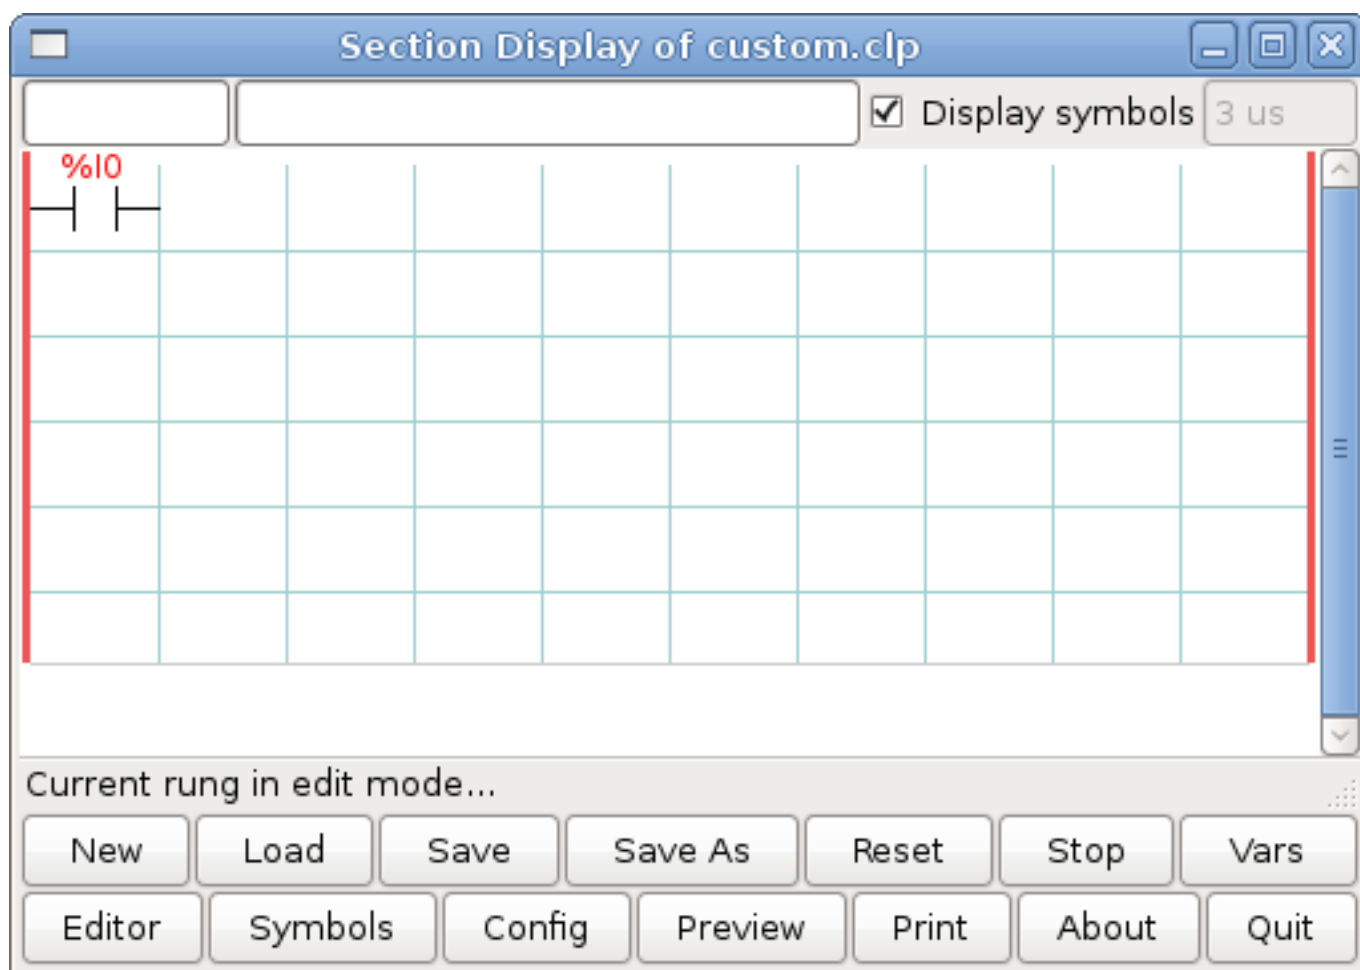 Section Display of custom.clp
Display symbols 3 us
%I0
Current rung in edit mode...
New Load Save Save As Reset Stop Vars
Editor Symbols Config Preview Print About Quit